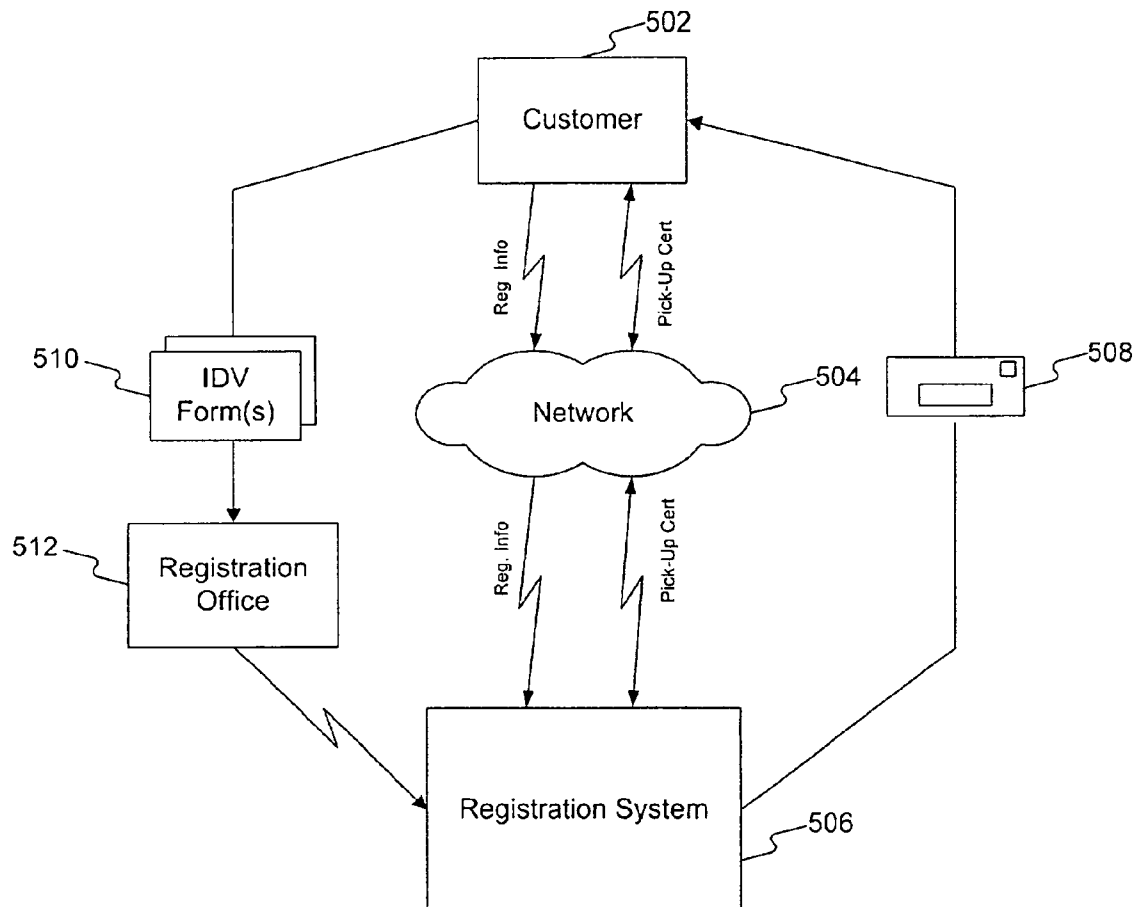 502
Customer
Reg Info
Pick-Up Cert
510
IDV
Form(s)
504
Network
508
512
Registration
Office
Reg. Info
Pick-Up Cert
Registration System
506